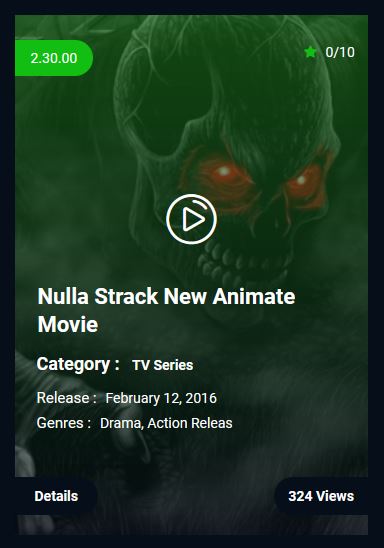 2.30.00
0/10
Nulla Strack New Animate
Movie
Category : TV Series
Release : February 12, 2016
Genres : Drama, Action Releas
Details
324 Views